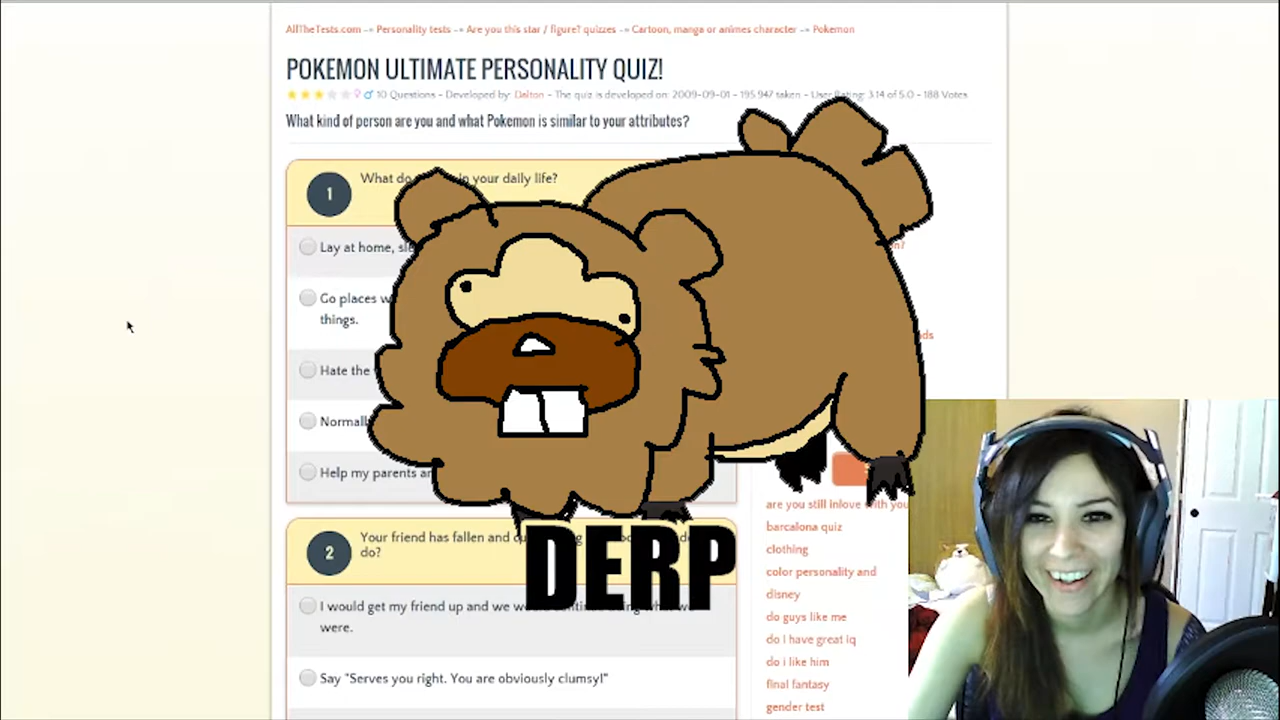 AllTheTests.com -» Personality tests -» Are you this star / figure? quizzes -» Cartoon, manga or animes character -» Pokemon
POKEMON ULTIMATE PERSONALITY QUIZ!
10 Questions - Developed by: Dalton - The quiz is developed on: 2009-09-01 - 195.947 taken - User Rating: 3.14 of 5.0 - 188 Votes
What kind of person are you and what Pokemon is similar to your attributes?
1
What do in your daily life?
Lay at home,
Go places
things.
Hate the
Help my parents
2
Your friend has fallen and
do?
DERP
I would get my friend up and we
were.
Say "Serves you right. You are obviously clumsy!"
are you still inlove with you
barcalona quiz
clothing
color personality and
disney
do guys like me
do I have great iq
do i like him
final fantasy
gender test